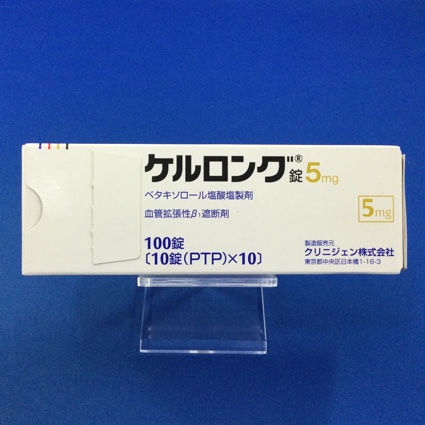 ケルロング®錠5mg
ベタキソロール塩酸塩製剤
血管拡張性β₁遮断剤
5mg
100錠
〔10錠(PTP)×10〕
製造販売元
クリニジェン株式会社
東京都中央区日本橋1-16-3